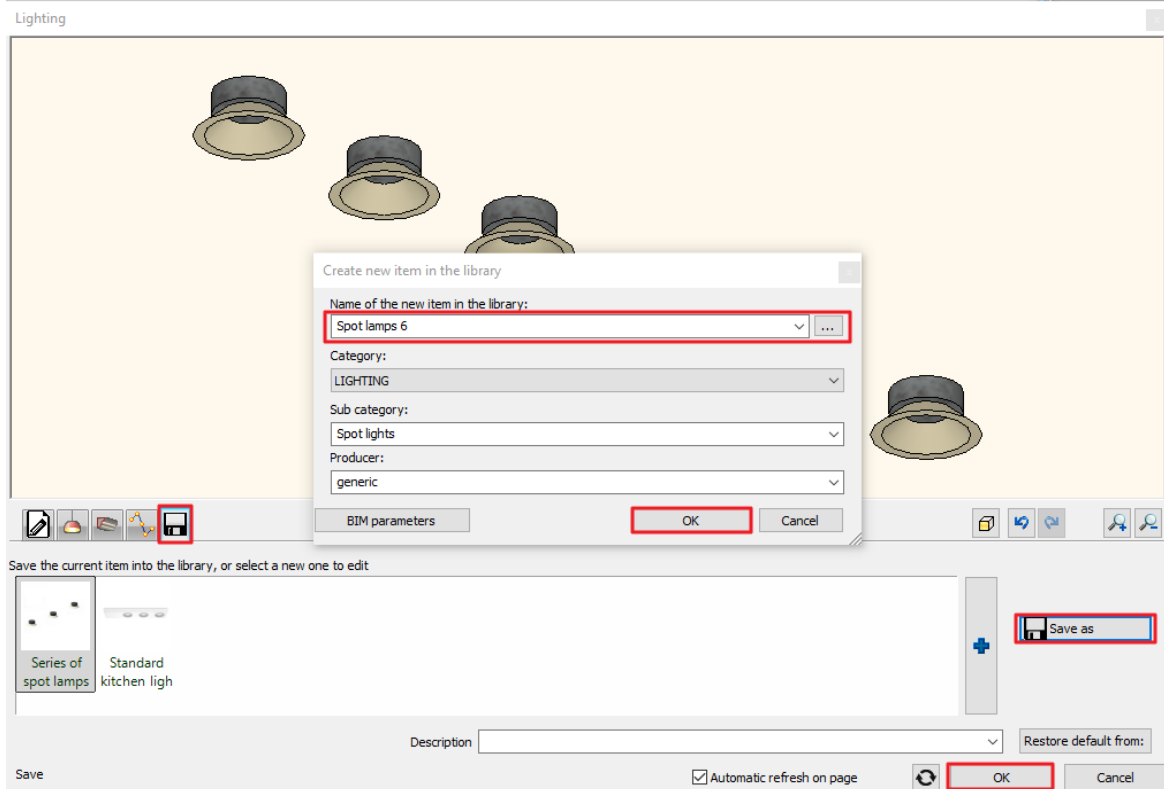 Lighting
Create new item in the library
Name of the new item in the library:
Spot lamps 6
...
Category:
LIGHTING
Sub category:
Spot lights
Producer:
generic
BIM parameters
OK
Cancel
Save the current item into the library, or select a new one to edit
Series of
spot lamps
Standard
kitchen ligh
Save as
Description
Restore default from:
Save
Automatic refresh on page
OK
Cancel